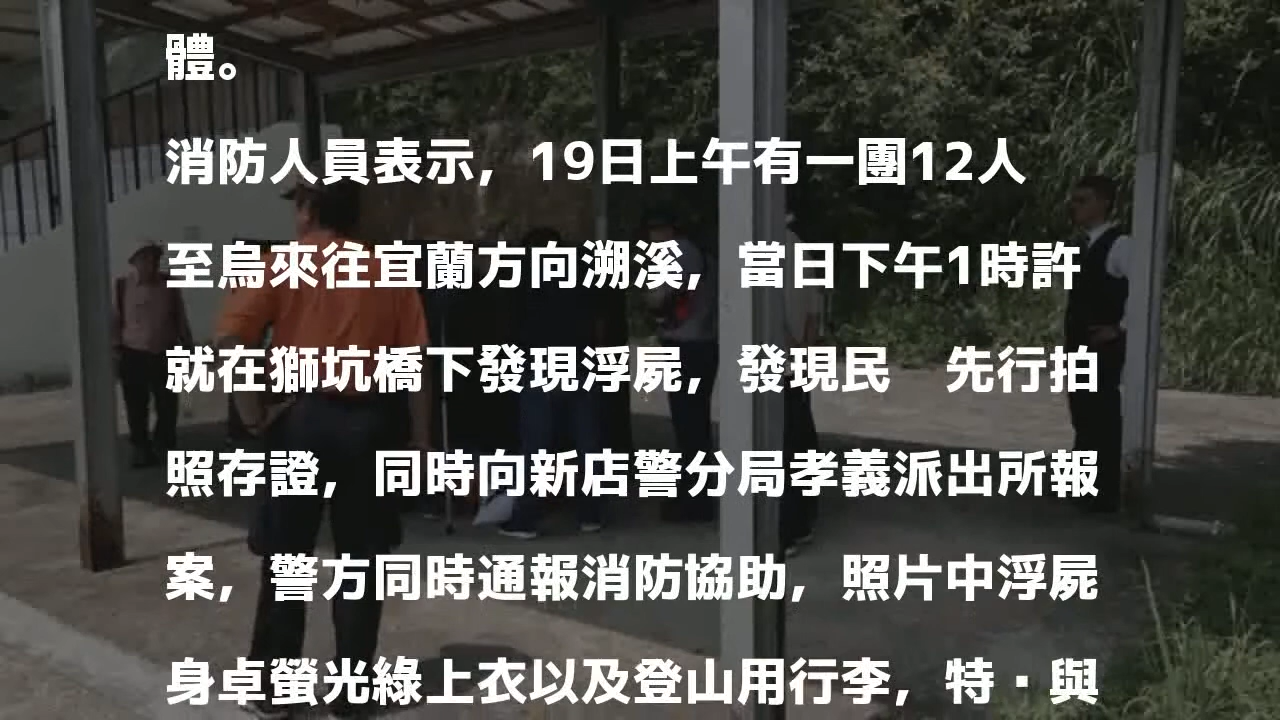 體。
消防人員表示，19日上午有一團12人
至烏來往宜蘭方向溯溪，當日下午1時許
就在獅坑橋下發現浮屍，發現民　先行拍
照存證，同時向新店警分局孝義派出所報
案，警方同時通報消防協助，照片中浮屍
身卓螢光綠上衣以及登山用行李，特·與